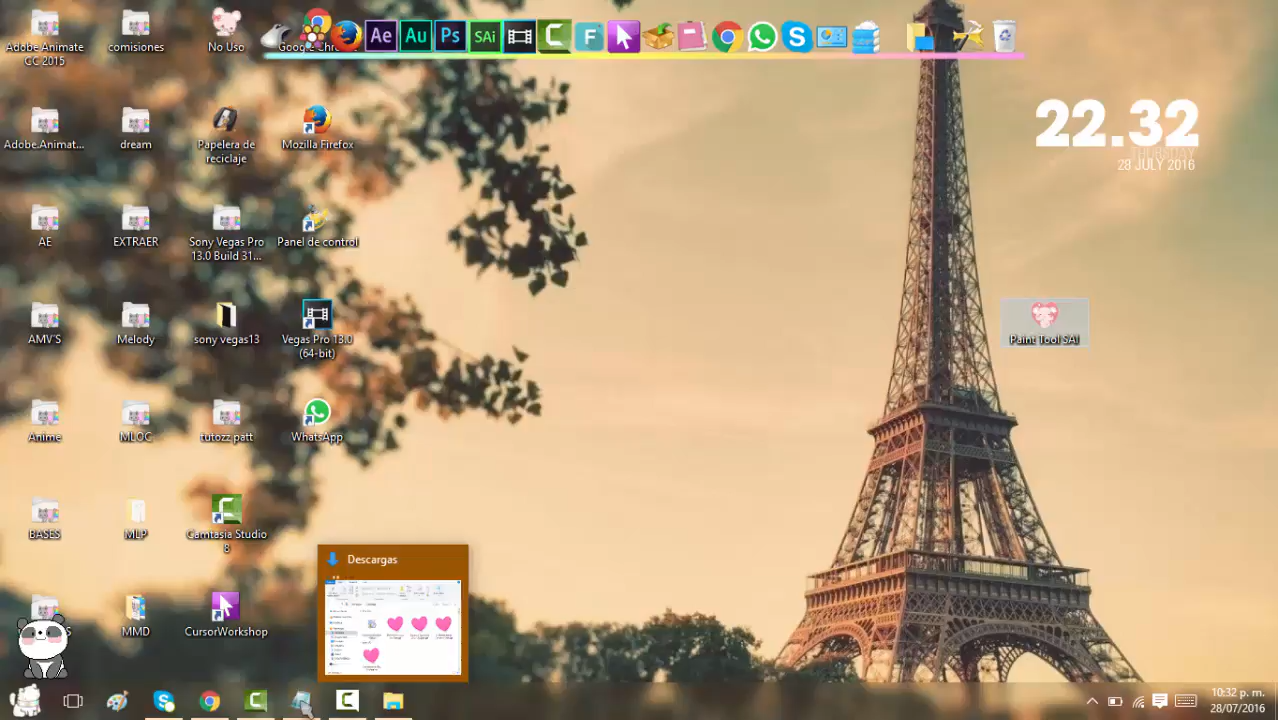 Adobe Animate
CC 2015
comisiones
No Uso
Ae
Au
Ps
SAi
F
22.32
THURSDAY
28 JULY 2016
Adobe.Animat...
dream
Papelera de
reciclaje
Mozilla Firefox
AE
EXTRAER
Sony Vegas Pro
13.0 Build 31...
Panel de control
AMV'S
Melody
sony vegas13
Vegas Pro 13.0
(64-bit)
Paint Tool SAI
Anime
MLOC
tutozz patt
WhatsApp
BASES
MLP
Camtasia Studio
8
Descargas
MMD
CursorWorkshop
10:32 p. m.
28/07/2016